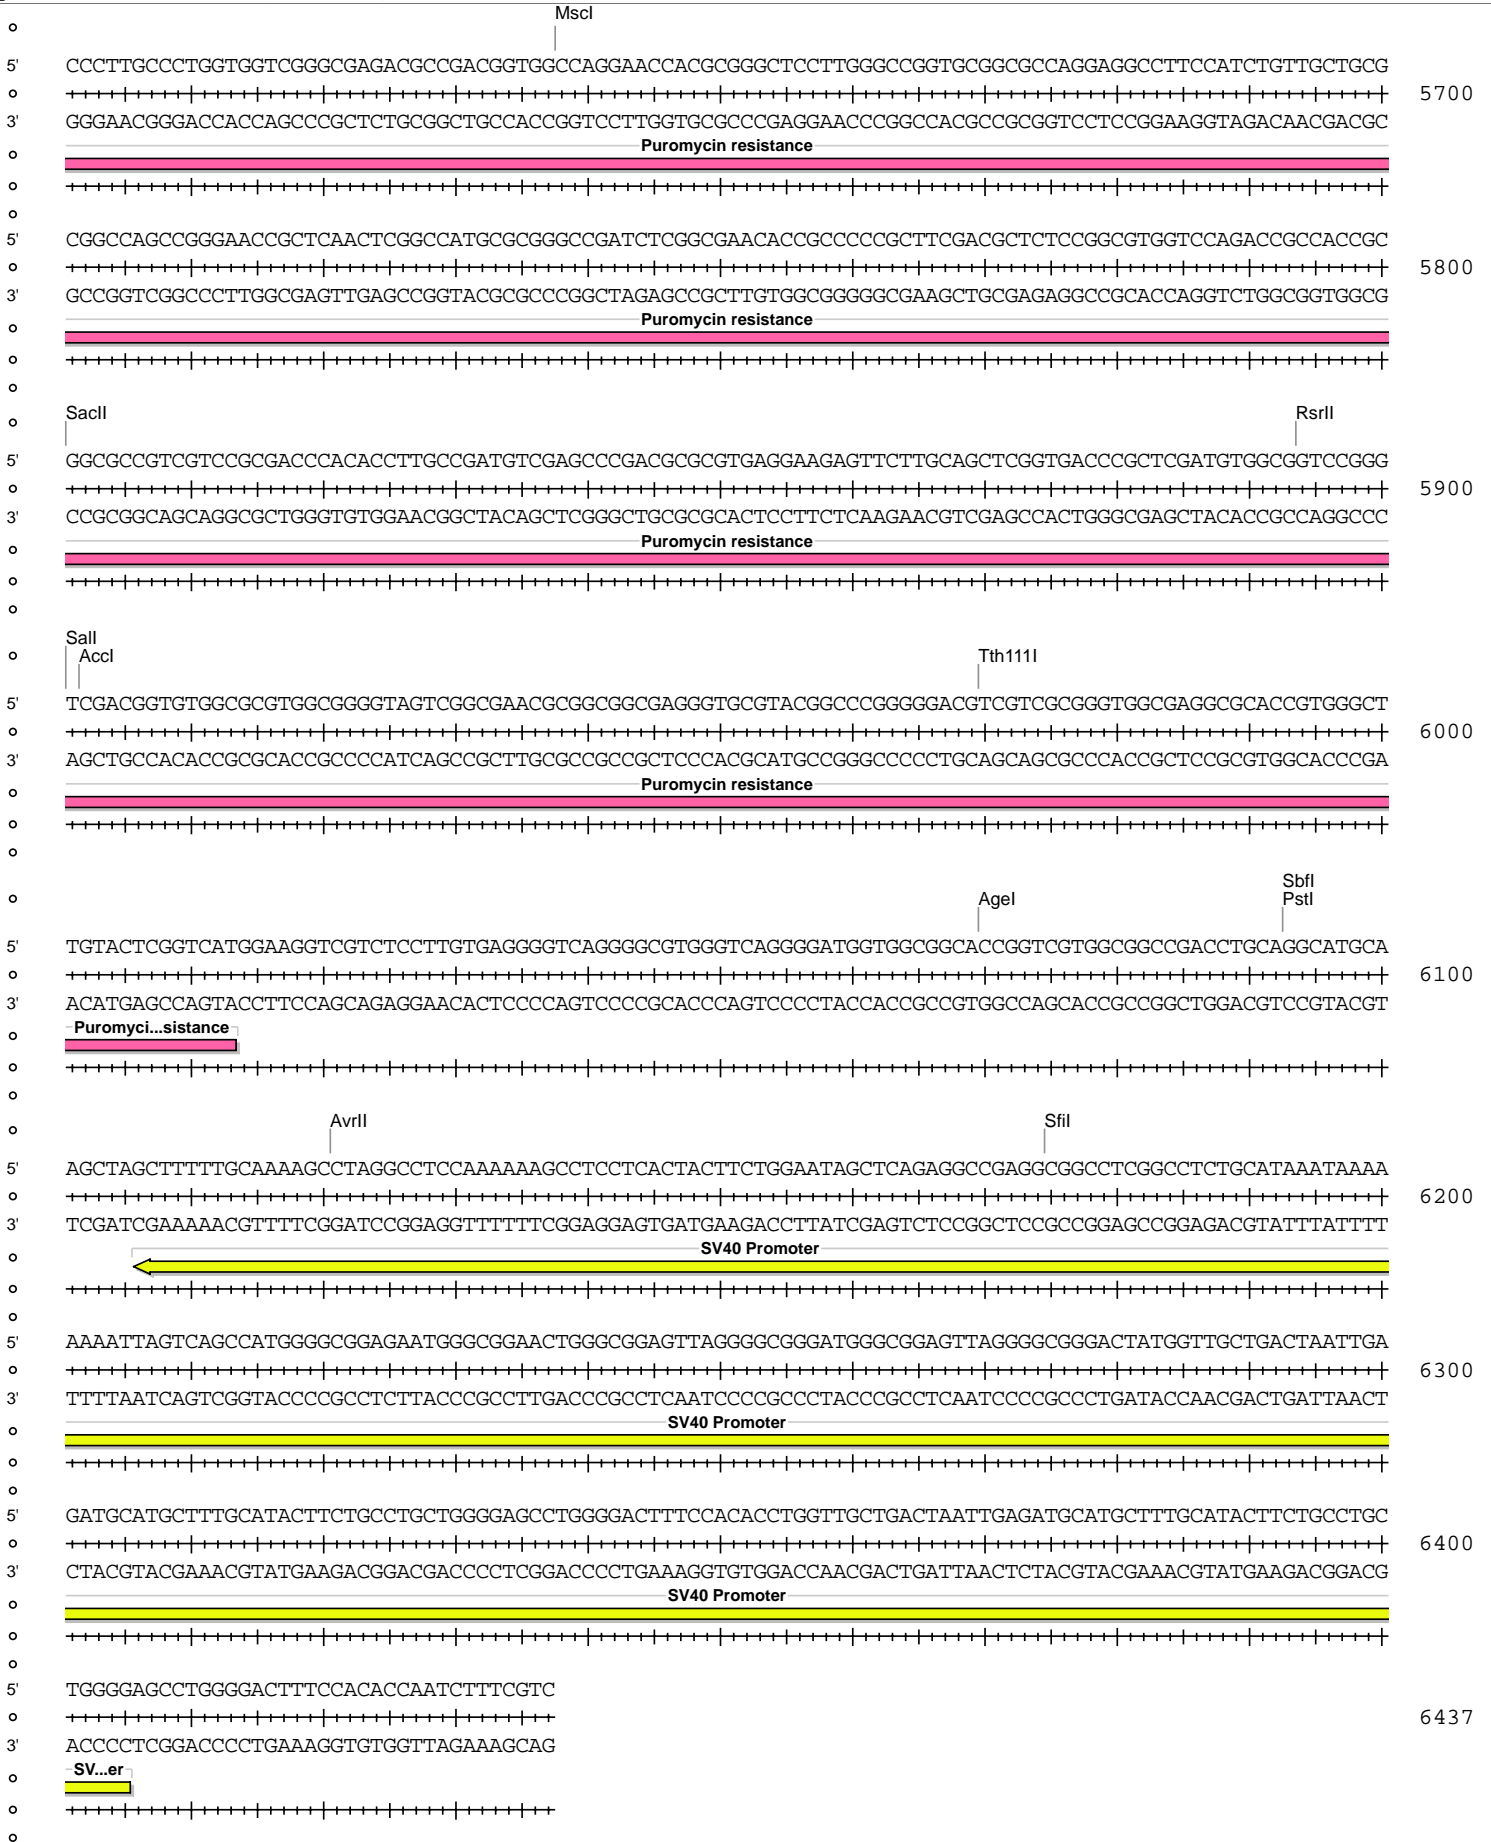 MscI
5' CCCTTGCCCTGGTGGTCGGGCGAGACGCCGACGGTGGCCAGGAACCACGCGGGCTCCTTGGGCCGGTGCGGCGCCAGGAGGCCTTCCATCTGTTGCTGCG
5700
3' GGGAACGGGACCACCAGCCCGCTCTGCGGCTGCCACCGGTCCTTGGTGCGCCCGAGGAACCCGGCCACGCCGCGGTCCTCCGGAAGGTAGACAACGACGC
Puromycin resistance
5' CGGCCAGCCGGGAACCGCTCAACTCGGCCATGCGCGGGCCGATCTCGGCGAACACCGCCCCCGCTTCGACGCTCTCCGGCGTGGTCCAGACCGCCACCGC
5800
3' GCCGGTCGGCCCTTGGCGAGTTGAGCCGGTACGCGCCCGGCTAGAGCCGCTTGTGGCGGGGGCGAAGCTGCGAGAGGCCGCACCAGGTCTGGCGGTGGCG
Puromycin resistance
SacII RsrII
5' GGCGCCGTCGTCCGCGACCCACACCTTGCCGATGTCGAGCCCGACGCGCGTGAGGAAGAGTTCTTGCAGCTCGGTGACCCGCTCGATGTGGCGGTCCGGG
5900
3' CCGCGGCAGCAGGCGCTGGGTGTGGAACGGCTACAGCTCGGGCTGCGCGCACTCCTTCTCAAGAACGTCGAGCCACTGGGCGAGCTACACCGCCAGGCCC
Puromycin resistance
SalI
AccI Tth111I
5' TCGACGGTGTGGCGCGTGGCGGGGTAGTCGGCGAACGCGGCGGCGAGGGTGCGTACGGCCCGGGGGACGTCGTCGCGGGTGGCGAGGCGCACCGTGGGCT
6000
3' AGCTGCCACACCGCGCACCGCCCCATCAGCCGCTTGCGCCGCCGCTCCCACGCATGCCGGGCCCCCTGCAGCAGCGCCCACCGCTCCGCGTGGCACCCGA
Puromycin resistance
SbfI
AgeI PstI
5' TGTACTCGGTCATGGAAGGTCGTCTCCTTGTGAGGGGTCAGGGGCGTGGGTCAGGGGATGGTGGCGGCACCGGTCGTGGCGGCCGACCTGCAGGCATGCA
6100
3' ACATGAGCCAGTACCTTCCAGCAGAGGAACACTCCCCAGTCCCCGCACCCAGTCCCCTACCACCGCCGTGGCCAGCACCGCCGGCTGGACGTCCGTACGT
Puromyci...sistance
AvrII SfiI
5' AGCTAGCTTTTTGCAAAAGCCTAGGCCTCCAAAAAAGCCTCCTCACTACTTCTGGAATAGCTCAGAGGCCGAGGCGGCCTCGGCCTCTGCATAAATAAAA
6200
3' TCGATCGAAAAACGTTTTCGGATCCGGAGGTTTTTTCGGAGGAGTGATGAAGACCTTATCGAGTCTCCGGCTCCGCCGGAGCCGGAGACGTATTTATTTT
SV40 Promoter
5' AAAATTAGTCAGCCATGGGGCGGAGAATGGGCGGAACTGGGCGGAGTTAGGGGCGGGATGGGCGGAGTTAGGGGCGGGACTATGGTTGCTGACTAATTGA
6300
3' TTTTAATCAGTCGGTACCCCGCCTCTTACCCGCCTTGACCCGCCTCAATCCCCGCCCTACCCGCCTCAATCCCCGCCCTGATACCAACGACTGATTAACT
SV40 Promoter
5' GATGCATGCTTTGCATACTTCTGCCTGCTGGGGAGCCTGGGGACTTTCCACACCTGGTTGCTGACTAATTGAGATGCATGCTTTGCATACTTCTGCCTGC
6400
3' CTACGTACGAAACGTATGAAGACGGACGACCCCTCGGACCCCTGAAAGGTGTGGACCAACGACTGATTAACTCTACGTACGAAACGTATGAAGACGGACG
SV40 Promoter
5' TGGGGAGCCTGGGGACTTTCCACACCAATCTTTCGTC
6437
3' ACCCCTCGGACCCCTGAAAGGTGTGGTTAGAAAGCAG
SV...er